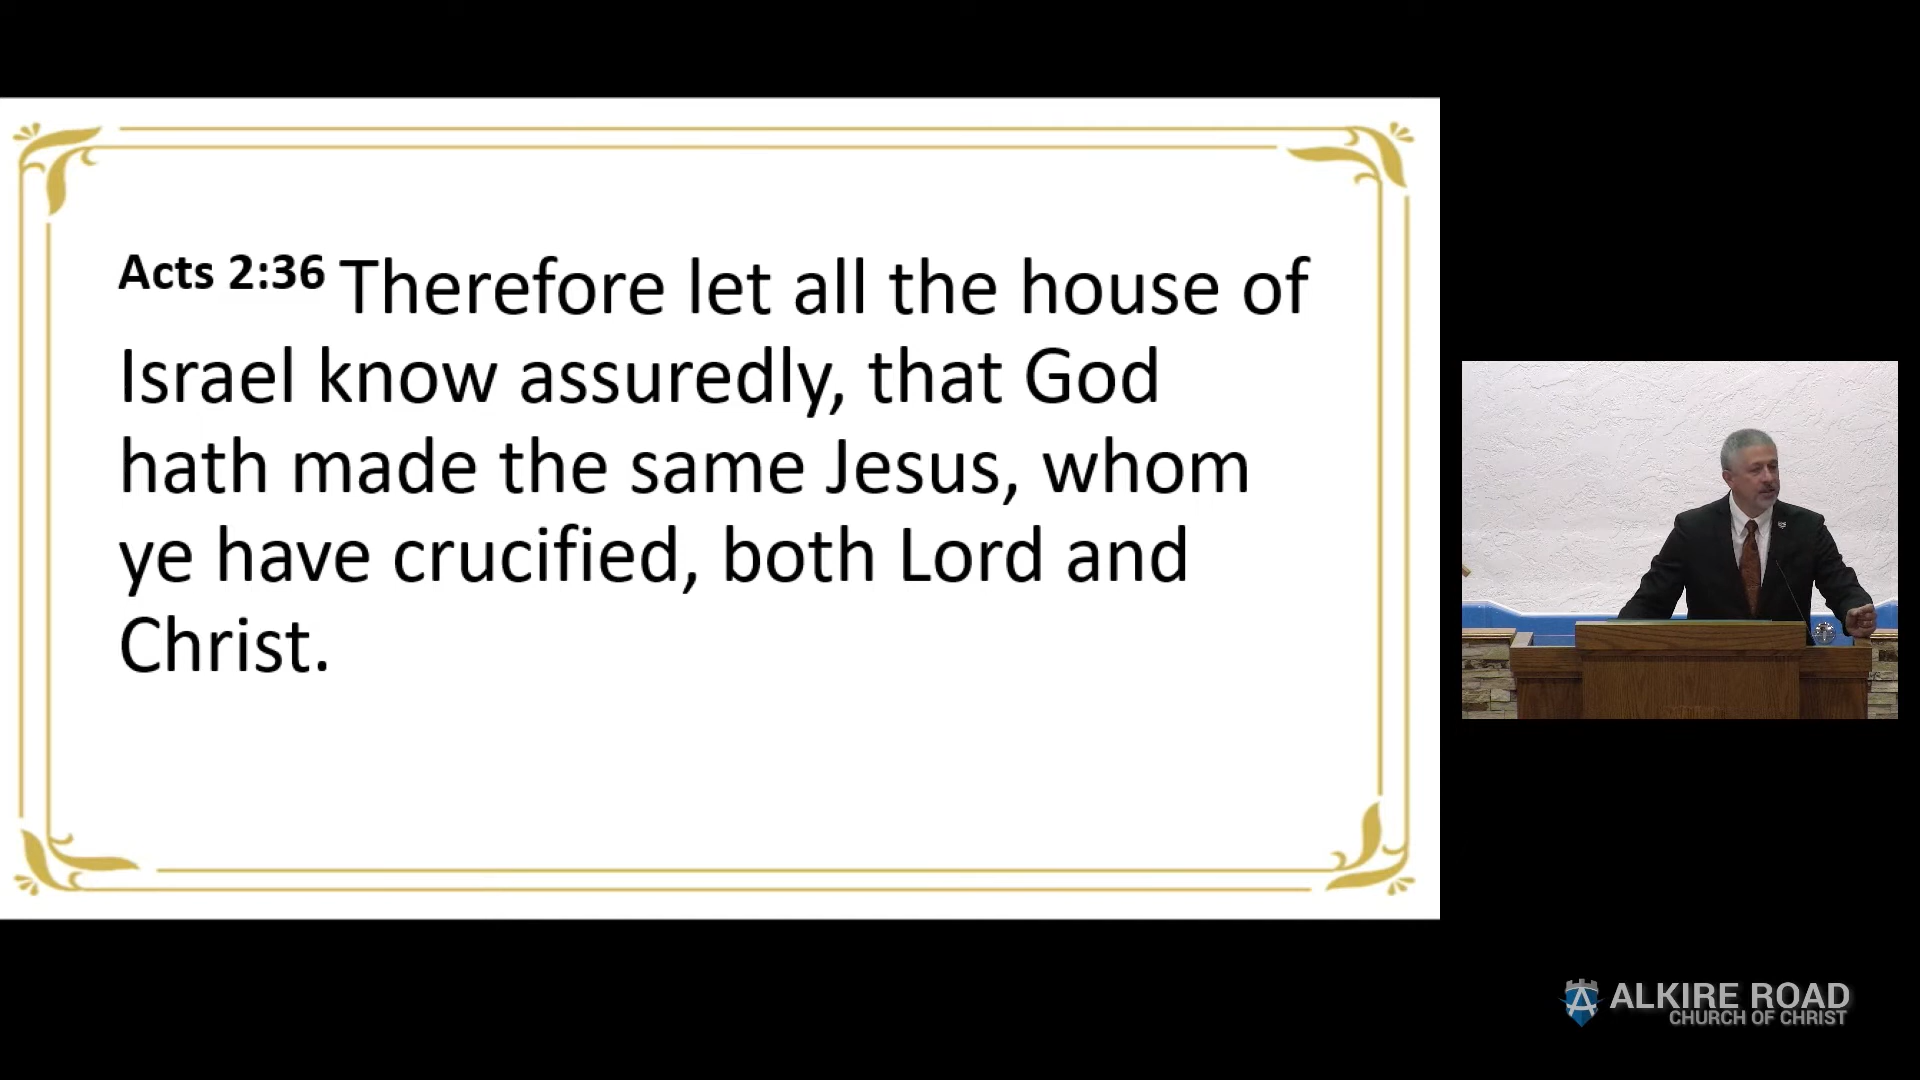 Acts 2:36 Therefore let all the house of
Israel know assuredly, that God
hath made the same Jesus, whom
ye have crucified, both Lord and
Christ.
ALKIRE ROAD
CHURCH OF CHRIST